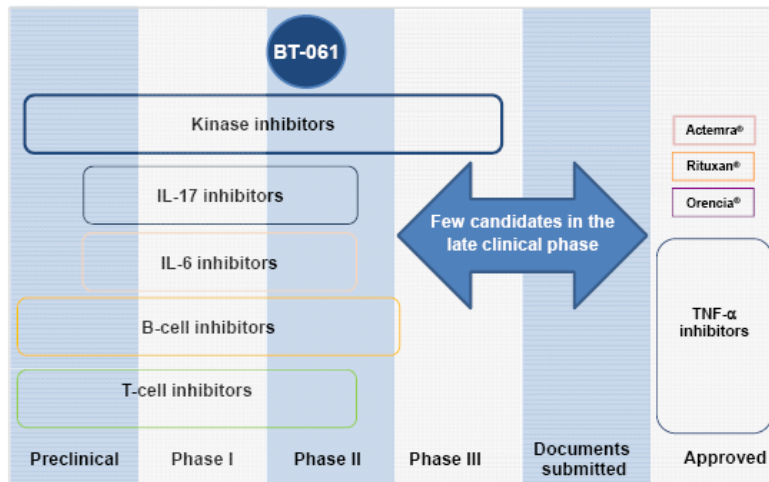 BT-061
Kinase inhibitors
IL-17 inhibitors
IL-6 inhibitors
B-cell inhibitors
T-cell inhibitors
Few candidates in the
late clinical phase
Actemra®
Rituxan®
Orencia®
TNF-α
inhibitors
Preclinical
Phase I
Phase II
Phase III
Documents
submitted
Approved